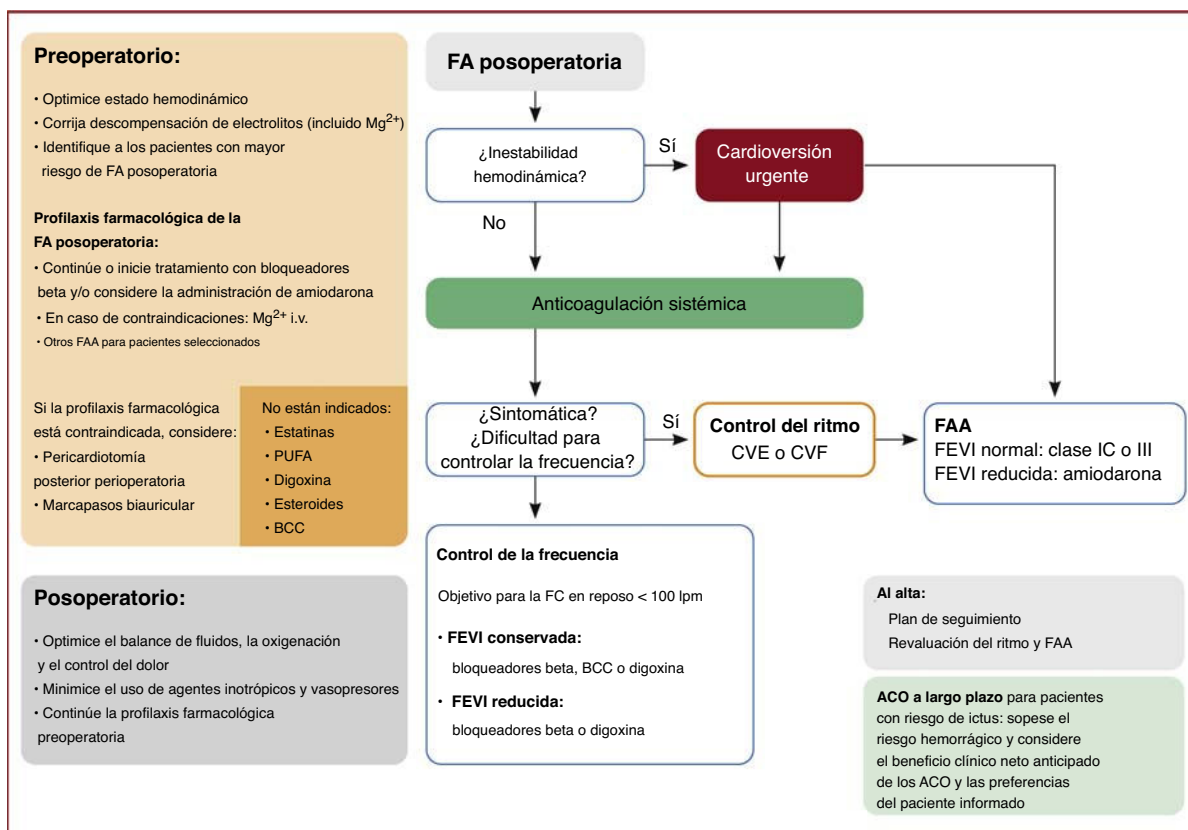 Preoperatorio:
• Optimice estado hemodinámico
• Corrija descompensación de electrolitos (incluido Mg2+)
• Identifique a los pacientes con mayor
riesgo de FA posoperatoria
Profilaxis farmacológica de la
FA posoperatoria:
• Continúe o inicie tratamiento con bloqueadores
beta y/o considere la administración de amiodarona
• En caso de contraindicaciones: Mg2+ i.v.
• Otros FAA para pacientes seleccionados
Si la profilaxis farmacológica
está contraindicada, considere:
• Pericardiotomía
posterior perioperatoria
• Marcapasos biauricular
No están indicados:
• Estatinas
• PUFA
• Digoxina
• Esteroides
• BCC
Posoperatorio:
• Optimice el balance de fluidos, la oxigenación
y el control del dolor
• Minimice el uso de agentes inotrópicos y vasopresores
• Continúe la profilaxis farmacológica
preoperatoria
FA posoperatoria
¿Inestabilidad
hemodinámica?
Sí
Cardioversión
urgente
No
Anticoagulación sistémica
¿Sintomática?
¿Dificultad para
controlar la frecuencia?
Sí
Control del ritmo
CVE o CVF
FAA
FEVI normal: clase IC o III
FEVI reducida: amiodarona
Control de la frecuencia
Objetivo para la FC en reposo < 100 lpm
• FEVI conservada:
bloqueadores beta, BCC o digoxina
• FEVI reducida:
bloqueadores beta o digoxina
Al alta:
Plan de seguimiento
Revaluación del ritmo y FAA
ACO a largo plazo para pacientes
con riesgo de ictus: sopese el
riesgo hemorrágico y considere
el beneficio clínico neto anticipado
de los ACO y las preferencias
del paciente informado